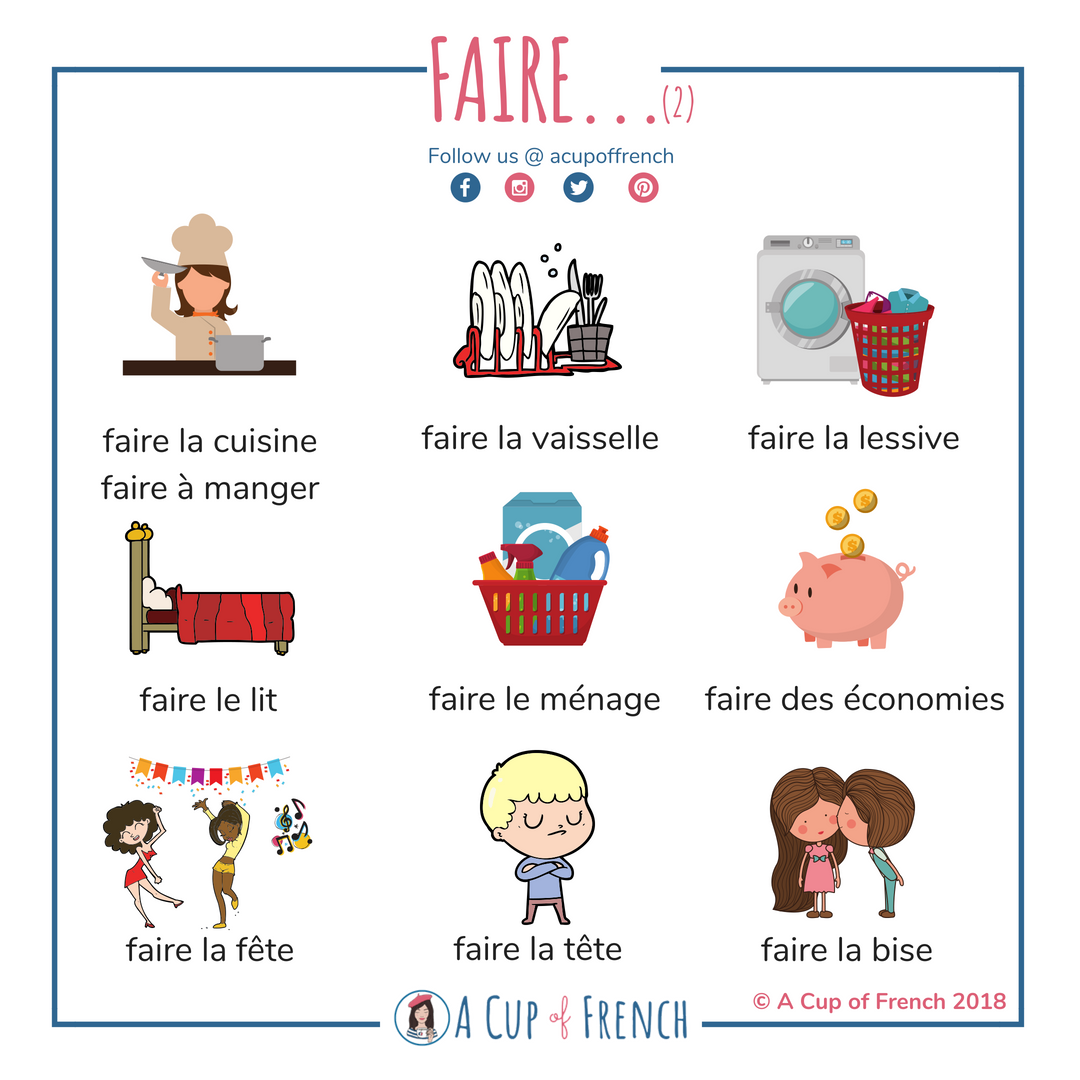 FAIRE...(2)
Follow us @ acupoffrench
faire la cuisine
faire à manger
faire la vaisselle
faire la lessive
faire le lit
faire le ménage
faire des économies
faire la fête
faire la tête
faire la bise
A CUP of FRENCH
© A Cup of French 2018